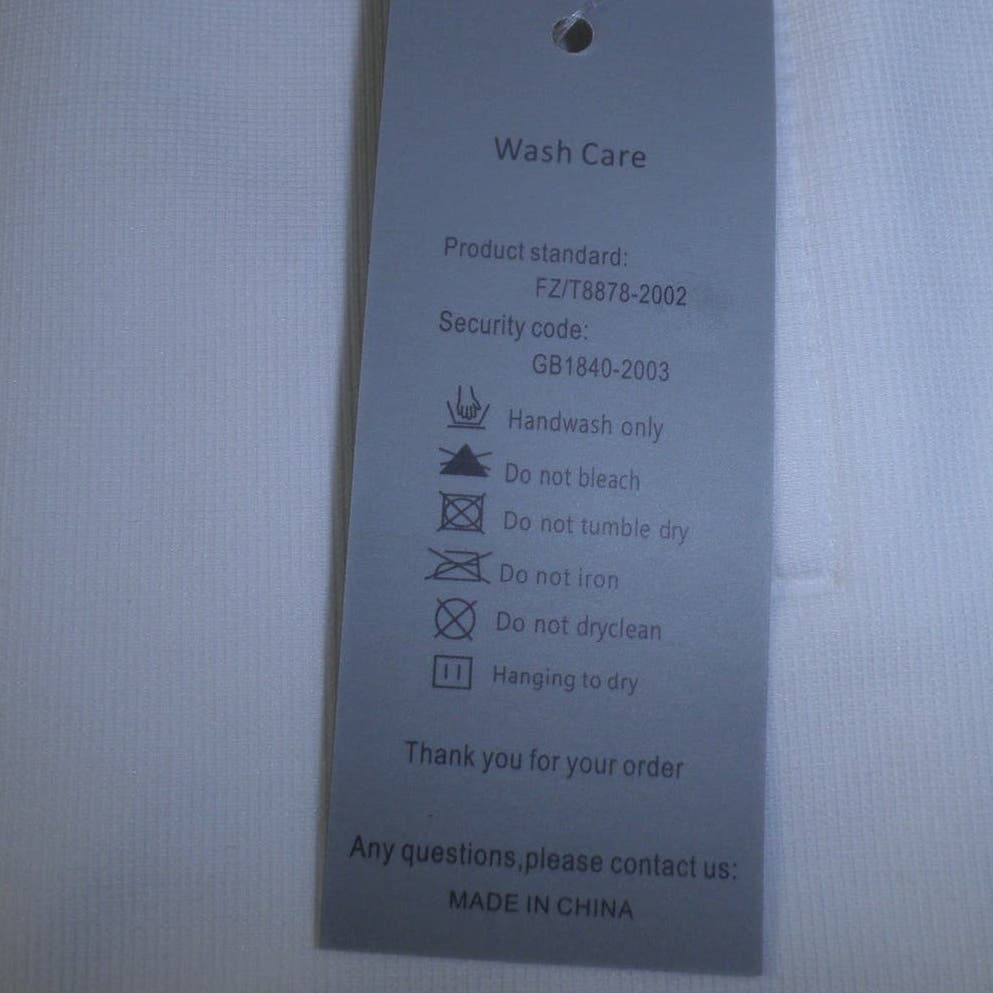 Wash Care
Product standard:
FZ/T8878-2002
Security code:
GB1840-2003
Handwash only
Do not bleach
Do not tumble dry
Do not iron
Do not dryclean
Hanging to dry
Thank you for your order
Any questions,please contact us:
MADE IN CHINA